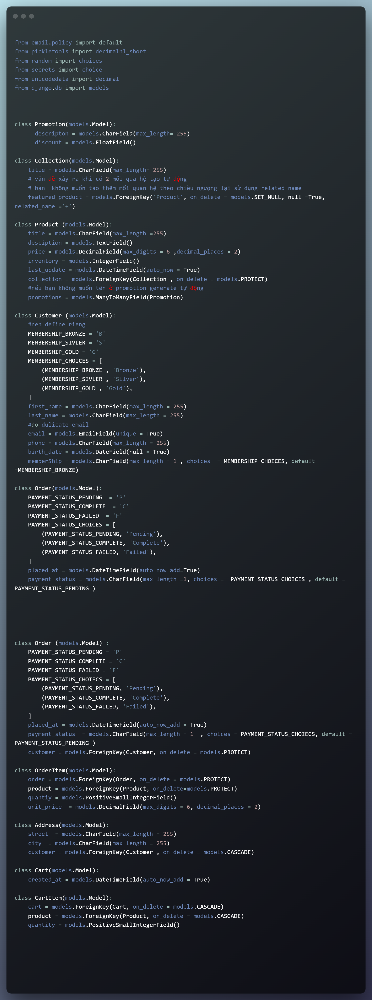 from email.policy import default
from pickletools import decimalnl_short
from random import choices
from secrets import choice
from unicodedata import decimal
from django.db import models
class Promotion(models.Model):
descripton = models.CharField(max_length= 255)
discount = models.FloatField()
class Collection(models.Model):
title = models.CharField(max_length= 255)
# vấn đề xảy ra khi có 2 mối qua hệ tạo tự động
# bạn  không muốn tạo thêm mối quan hệ theo chiều ngượng lại sử dụng related_name
featured_product = models.ForeignKey('Product', on_delete = models.SET_NULL, null =True,
related_name ='+')
class Product (models.Model):
title = models.CharField(max_length =255)
desciption = models.TextField()
price = models.DecimalField(max_digits = 6 ,decimal_places = 2)
inventory = models.IntegerField()
last_update = models.DateTimeField(auto_now = True)
collection = models.ForeignKey(Collection , on_delete = models.PROTECT)
#nếu bạn không muốn tên ở promotion generate tự động
promotions = models.ManyToManyField(Promotion)
class Customer (models.Model):
#nen define rieng
MEMBERSHIP_BRONZE = 'B'
MEMBERSHIP_SIVLER = 'S'
MEMBERSHIP_GOLD = 'G'
MEMBERSHIP_CHOICES = [
(MEMBERSHIP_BRONZE , 'Bronze'),
(MEMBERSHIP_SIVLER , 'Silver'),
(MEMBERSHIP_GOLD , 'Gold'),
]
first_name = models.CharField(max_length = 255)
last_name = models.CharField(max_length = 255)
#do dulicate email
email = models.EmailField(unique = True)
phone = models.CharField(max_length = 255)
birth_date = models.DateField(null = True)
memberShip = models.CharField(max_length = 1 , choices  = MEMBERSHIP_CHOICES, default
=MEMBERSHIP_BRONZE)
class Order(models.Model):
PAYMENT_STATUS_PENDING  = 'P'
PAYMENT_STATUS_COMPLETE  = 'C'
PAYMENT_STATUS_FAILED  = 'F'
PAYMENT_STATUS_CHOICES = [
(PAYMENT_STATUS_PENDING, 'Pending'),
(PAYMENT_STATUS_COMPLETE, 'Complete'),
(PAYMENT_STATUS_FAILED, 'Failed'),
]
placed_at = models.DateTimeField(auto_now_add=True)
payment_status = models.CharField(max_length =1, choices =  PAYMENT_STATUS_CHOICES , default =
PAYMENT_STATUS_PENDING )
class Order (models.Model) :
PAYMENT_STATUS_PENDING = 'P'
PAYMENT_STATUS_COMPLETE = 'C'
PAYMENT_STATUS_FAILED = 'F'
PAYMENT_STATUS_CHOIECS = [
(PAYMENT_STATUS_PENDING, 'Pending'),
(PAYMENT_STATUS_COMPLETE, 'Complete'),
(PAYMENT_STATUS_FAILED, 'Failed'),
]
placed_at = models.DateTimeField(auto_now_add = True)
payment_status  = models.CharField(max_length = 1  , choices = PAYMENT_STATUS_CHOIECS, default =
PAYMENT_STATUS_PENDING )
customer = models.ForeignKey(Customer, on_delete = models.PROTECT)
class OrderItem(models.Model):
order = models.ForeignKey(Order, on_delete = models.PROTECT)
product = models.ForeignKey(Product, on_delete=models.PROTECT)
quantiy = models.PositiveSmallIntegerField()
unit_price  = models.DecimalField(max_digits = 6, decimal_places = 2)
class Address(models.Model):
street  = models.CharField(max_length = 255)
city  = models.CharField(max_length = 255)
customer = models.ForeignKey(Customer , on_delete = models.CASCADE)
class Cart(models.Model):
created_at = models.DateTimeField(auto_now_add = True)
class CartItem(models.Model):
cart = models.ForeignKey(Cart, on_delete = models.CASCADE)
product = models.ForeignKey(Product, on_delete = models.CASCADE)
quantity = models.PositiveSmallIntegerField()